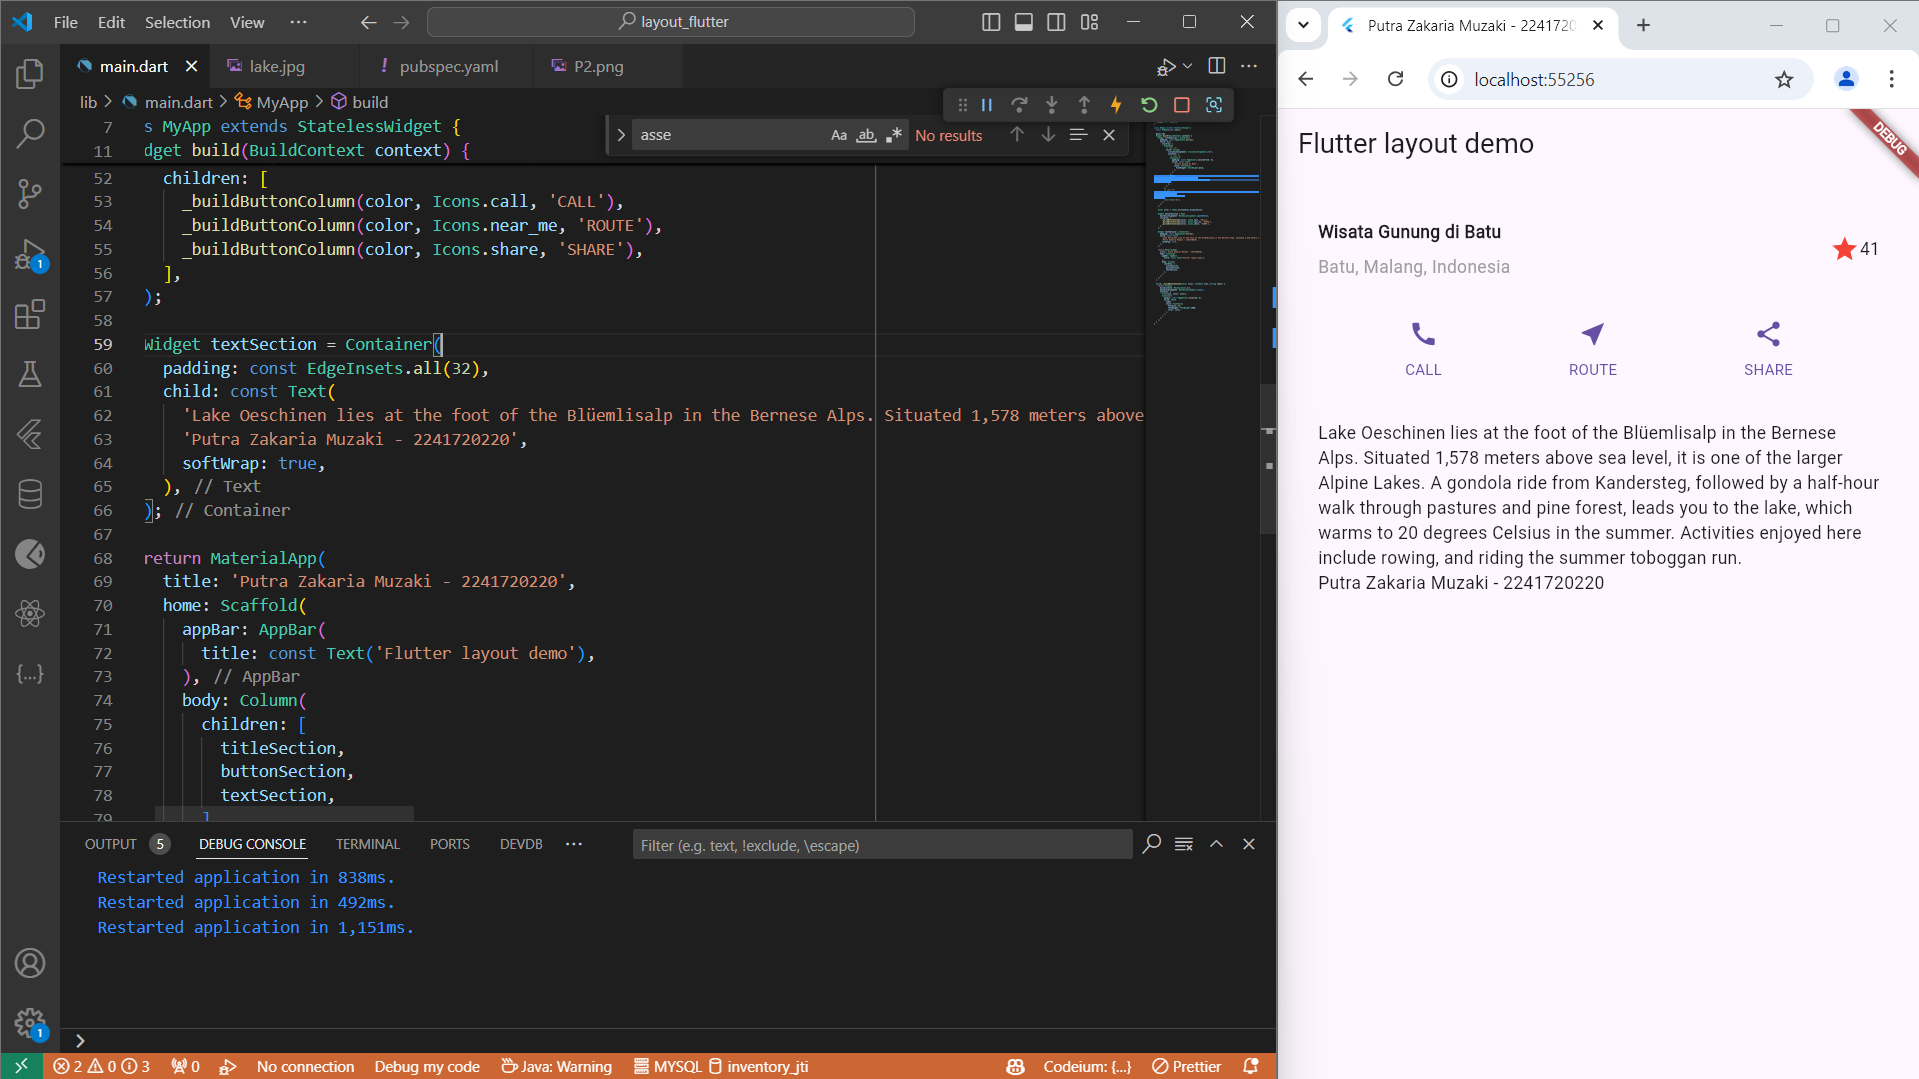 File Edit Selection View ··· layout_flutter
main.dart lake.jpg ! pubspec.yaml P2.png ···
lib > main.dart > MyApp > build
asse Aa ab No results
7 s MyApp extends StatelessWidget {
11 dget build(BuildContext context) {
52 children: [
53 _buildButtonColumn(color, Icons.call, 'CALL'),
54 _buildButtonColumn(color, Icons.near_me, 'ROUTE'),
55 _buildButtonColumn(color, Icons.share, 'SHARE'),
56 ],
57 );
58
59 Widget textSection = Container(
60 padding: const EdgeInsets.all(32),
61 child: const Text(
62 'Lake Oeschinen lies at the foot of the Blüemlisalp in the Bernese Alps. Situated 1,578 meters above
63 'Putra Zakaria Muzaki - 2241720220',
64 softWrap: true,
65 ), // Text
66 ); // Container
67
68 return MaterialApp(
69 title: 'Putra Zakaria Muzaki - 2241720220',
70 home: Scaffold(
71 appBar: AppBar(
72 title: const Text('Flutter layout demo'),
73 ), // AppBar
74 body: Column(
75 children: [
76 titleSection,
77 buttonSection,
78 textSection,
79 ]
OUTPUT 5 DEBUG CONSOLE TERMINAL PORTS DEVDB ··· Filter (e.g. text, !exclude, \escape)
Restarted application in 838ms.
Restarted application in 492ms.
Restarted application in 1,151ms.
1
1
2 0 3 0 No connection Debug my code Java: Warning MYSQL inventory_jti Codeium: {...} Prettier
Putra Zakaria Muzaki - 2241720
localhost:55256
DEBUG
Flutter layout demo
Wisata Gunung di Batu
Batu, Malang, Indonesia
41
CALL ROUTE SHARE
Lake Oeschinen lies at the foot of the Blüemlisalp in the Bernese
Alps. Situated 1,578 meters above sea level, it is one of the larger
Alpine Lakes. A gondola ride from Kandersteg, followed by a half-hour
walk through pastures and pine forest, leads you to the lake, which
warms to 20 degrees Celsius in the summer. Activities enjoyed here
include rowing, and riding the summer toboggan run.
Putra Zakaria Muzaki - 2241720220